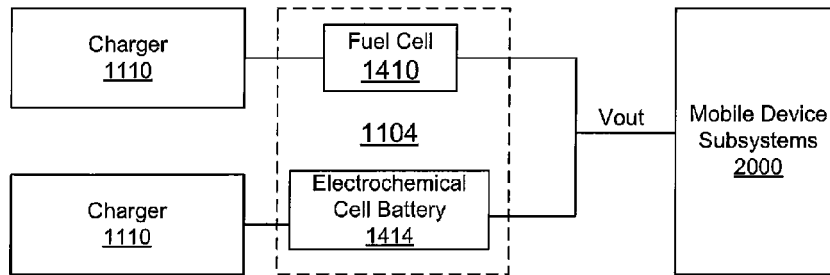 Charger
1110
Fuel Cell
1410
1104
Vout
Mobile Device
Subsystems
2000
Charger
1110
Electrochemical
Cell Battery
1414